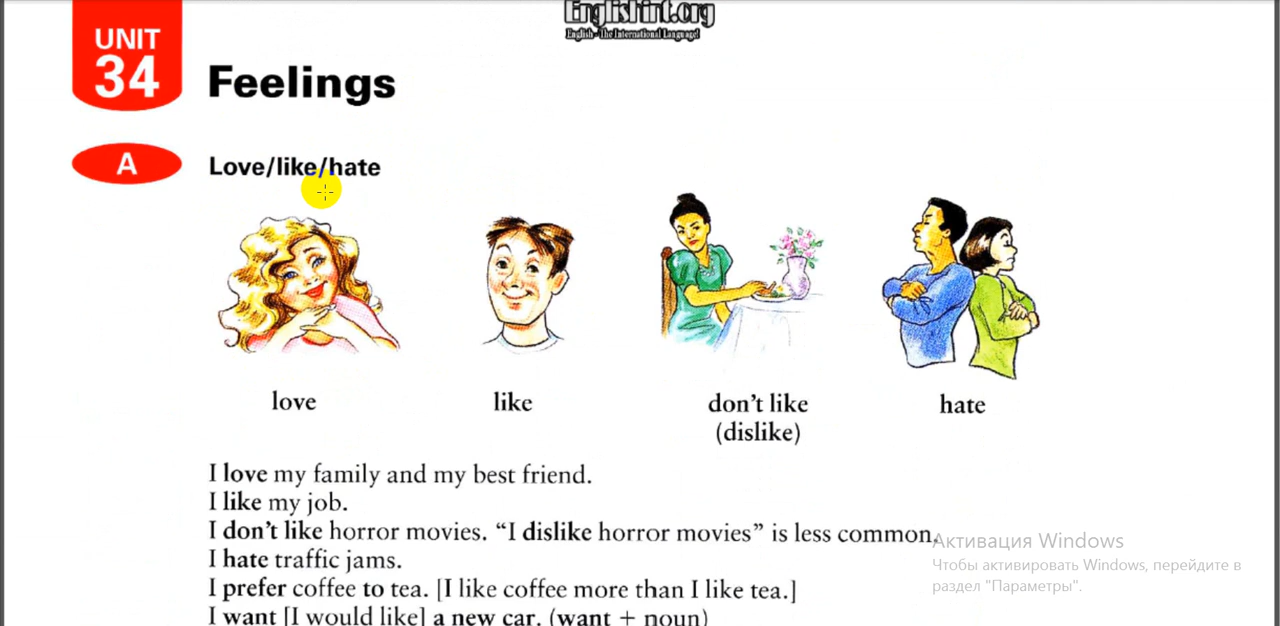 Englishint.org
English - The International Language!
UNIT
34
Feelings
A
Love/like/hate
love
like
don't like
(dislike)
hate
I love my family and my best friend.
I like my job.
I don't like horror movies. “I dislike horror movies” is less common.
I hate traffic jams.
I prefer coffee to tea. [I like coffee more than I like tea.]
I want [I would like] a new car. (want + noun)
Активация Windows
Чтобы активировать Windows, перейдите в
раздел "Параметры".